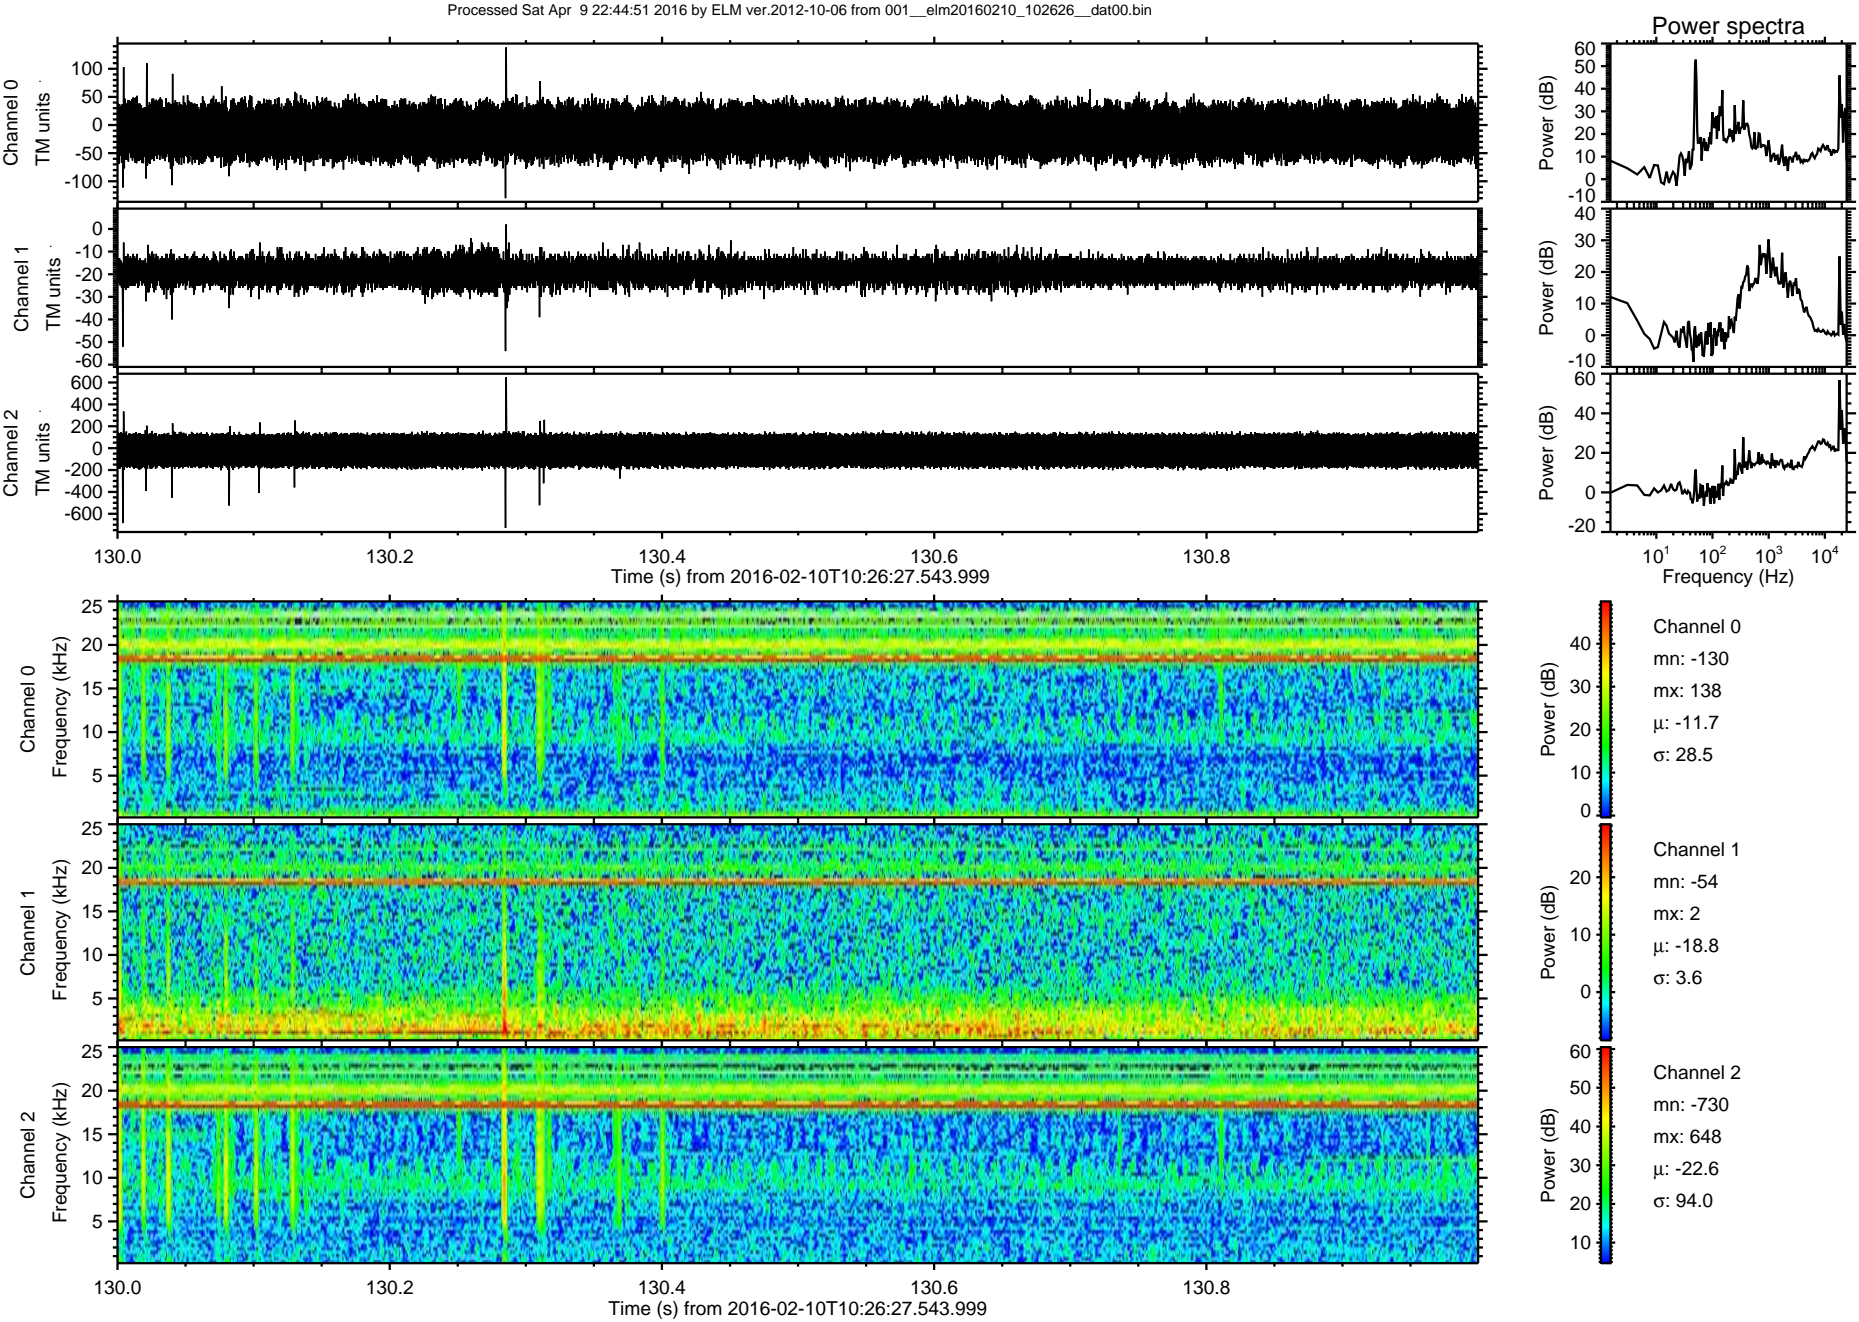 Processed Sat Apr  9 22:44:51 2016 by ELM ver.2012-10-06 from 001__elm20160210_102626__dat00.bin
Power spectra
Channel 0
TM units
100
50
0
-50
-100
Power (dB)
60
50
40
30
20
10
0
-10
Channel 1
TM units
0
-10
-20
-30
-40
-50
-60
Power (dB)
40
30
20
10
0
-10
Channel 2
TM units
600
400
200
0
-200
-400
-600
Power (dB)
60
40
20
0
-20
130.0 130.2 130.4 130.6 130.8
Time (s) from 2016-02-10T10:26:27.543.999
10¹ 10² 10³ 10⁴
Frequency (Hz)
Channel 0
Frequency (kHz)
25
20
15
10
5
Power (dB)
40
30
20
10
0
Channel 0
mn: -130
mx: 138
μ: -11.7
σ: 28.5
Channel 1
Frequency (kHz)
25
20
15
10
5
Power (dB)
20
10
0
Channel 1
mn: -54
mx: 2
μ: -18.8
σ: 3.6
Channel 2
Frequency (kHz)
25
20
15
10
5
Power (dB)
60
50
40
30
20
10
Channel 2
mn: -730
mx: 648
μ: -22.6
σ: 94.0
130.0 130.2 130.4 130.6 130.8
Time (s) from 2016-02-10T10:26:27.543.999